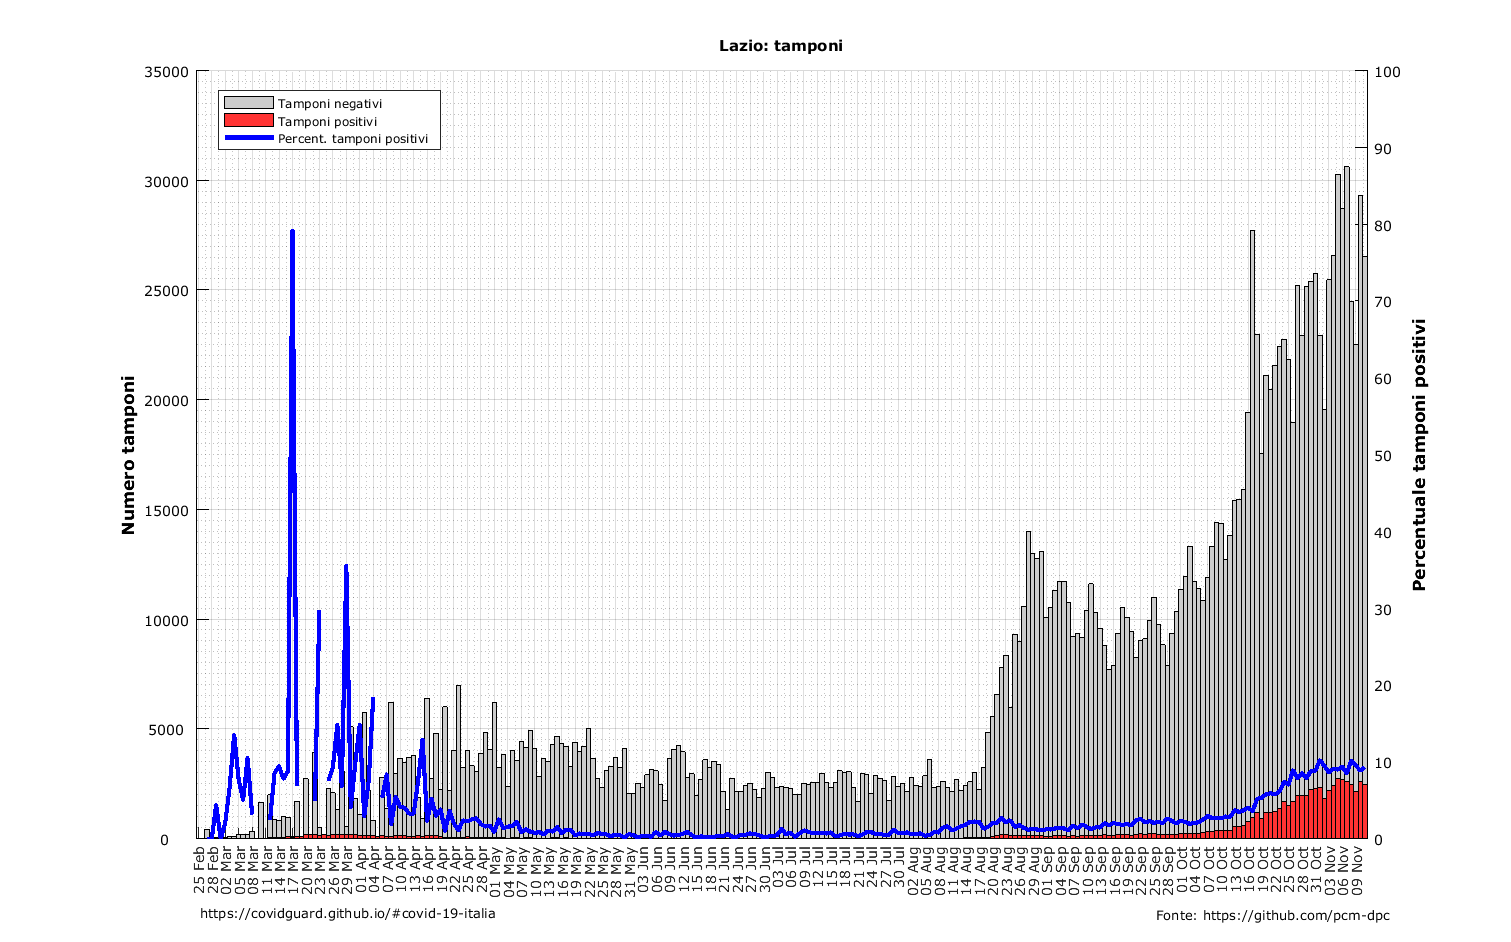 Lazio: tamponi
Tamponi negativi
Tamponi positivi
Percent. tamponi positivi
Numero tamponi
35000
30000
25000
20000
15000
10000
5000
0
Percentuale tamponi positivi
100
90
80
70
60
50
40
30
20
10
0
25 Feb
28 Feb
02 Mar
05 Mar
08 Mar
11 Mar
14 Mar
17 Mar
20 Mar
23 Mar
26 Mar
29 Mar
01 Apr
04 Apr
07 Apr
10 Apr
13 Apr
16 Apr
19 Apr
22 Apr
25 Apr
28 Apr
01 May
04 May
07 May
10 May
13 May
16 May
19 May
22 May
25 May
28 May
31 May
03 Jun
06 Jun
09 Jun
12 Jun
15 Jun
18 Jun
21 Jun
24 Jun
27 Jun
30 Jun
03 Jul
06 Jul
09 Jul
12 Jul
15 Jul
18 Jul
21 Jul
24 Jul
27 Jul
30 Jul
02 Aug
05 Aug
08 Aug
11 Aug
14 Aug
17 Aug
20 Aug
23 Aug
26 Aug
29 Aug
01 Sep
04 Sep
07 Sep
10 Sep
13 Sep
16 Sep
19 Sep
22 Sep
25 Sep
28 Sep
01 Oct
04 Oct
07 Oct
10 Oct
13 Oct
16 Oct
19 Oct
22 Oct
25 Oct
28 Oct
31 Oct
03 Nov
06 Nov
09 Nov
https://covidguard.github.io/#covid-19-italia
Fonte: https://github.com/pcm-dpc